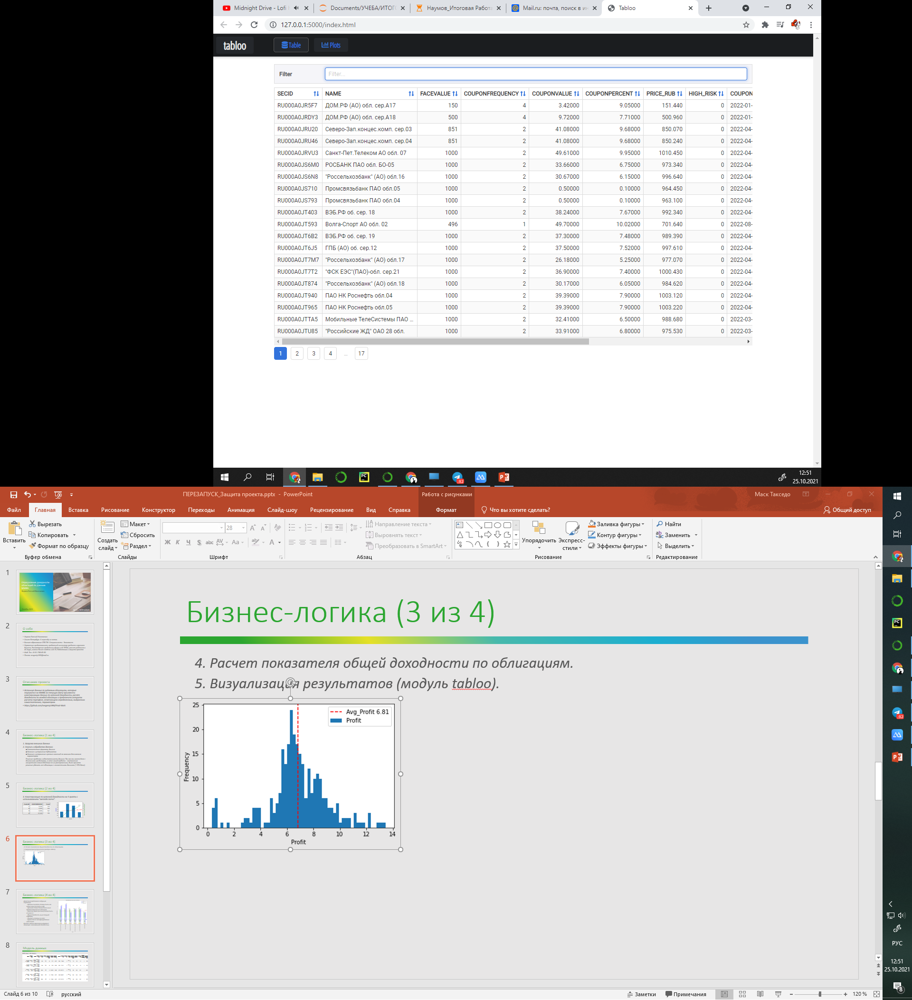 Midnight Drive - Lofi
Documents/УЧЕБА/ИТОГ
Наумов_Итоговая Работа
Mail.ru: почта, поиск в ин
Tabloo
127.0.0.1:5000/index.html
tabloo Table Plots
Filter Filter...
SECID NAME FACEVALUE COUPONFREQUENCY COUPONVALUE COUPONPERCENT PRICE_RUB HIGH_RISK COUPON
RU000A0JR5F7 ДОМ.РФ (АО) обл. сер.А17 150 4 3.42000 9.05000 151.440 0 2022-01-
RU000A0JRDY3 ДОМ.РФ (АО) обл. сер.А18 500 4 9.72000 7.71000 500.960 0 2022-01-
RU000A0JRU20 Северо-Зап.концес.комп. сер.03 851 2 41.08000 9.68000 850.070 0 2022-04-
RU000A0JRU46 Северо-Зап.концес.комп. сер.04 851 2 41.08000 9.68000 850.240 0 2022-04-
RU000A0JRVU3 Санкт-Пет.Телеком АО обл. 07 1000 2 49.61000 9.95000 1010.450 0 2022-04-
RU000A0JS6M0 РОСБАНК ПАО обл. БО-05 1000 2 33.66000 6.75000 973.340 0 2022-04-
RU000A0JS6N8 "Россельхозбанк" (АО) обл.16 1000 2 30.67000 6.15000 996.640 0 2022-04-
RU000A0JS710 Промсвязьбанк ПАО обл.05 1000 2 0.50000 0.10000 964.450 0 2022-04-
RU000A0JS793 Промсвязьбанк ПАО обл.04 1000 2 0.50000 0.10000 963.100 0 2022-04-
RU000A0JT403 ВЭБ.РФ об. сер. 18 1000 2 38.24000 7.67000 992.340 0 2022-04-
RU000A0JT593 Волга-Спорт АО обл. 02 496 1 49.70000 10.02000 701.640 0 2022-08-
RU000A0JT6B2 ВЭБ.РФ об. сер. 19 1000 2 37.30000 7.48000 989.390 0 2022-04-
RU000A0JT6J5 ГПБ (АО) об. сер.12 1000 2 37.50000 7.52000 997.610 0 2022-04-
RU000A0JT7M7 "Россельхозбанк" (АО) обл.17 1000 2 26.18000 5.25000 977.070 0 2022-04-
RU000A0JT7T2 "ФСК ЕЭС"(ПАО)-обл. сер.21 1000 2 36.90000 7.40000 1000.430 0 2022-04-
RU000A0JT874 "Россельхозбанк" (АО) обл.18 1000 2 30.17000 6.05000 984.620 0 2022-04-
RU000A0JT940 ПАО НК Роснефть обл.04 1000 2 39.39000 7.90000 1003.120 0 2022-04-
RU000A0JT965 ПАО НК Роснефть обл.05 1000 2 39.39000 7.90000 1003.220 0 2022-04-
RU000A0JTTA5 Мобильные ТелеСистемы ПАО ... 1000 2 32.41000 6.50000 988.680 0 2022-03-
RU000A0JTU85 "Российские ЖД" ОАО 28 обл. 1000 2 33.91000 6.80000 975.530 0 2022-03-
1 2 3 4 ... 17
12:51
25.10.2021
ПЕРЕЗАПУСК_Защита проекта.pptx - PowerPoint
Работа с рисунками
Маск Такседо
Файл Главная Вставка Рисование Конструктор Переходы Анимация Слайд-шоу Рецензирование Вид Справка Формат Что вы хотите сделать? Общий доступ
Вставить
Вырезать
Копировать
Формат по образцу
Буфер обмена
Создать слайд
Макет
Сбросить
Раздел
Слайды
28
Ж К Ч S abc AV Aa A
Шрифт
Направление текста
Выровнять текст
Преобразовать в SmartArt
Абзац
Упорядочить
Экспресс-стили
Заливка фигуры
Контур фигуры
Эффекты фигуры
Рисование
Найти
Заменить
Выделить
Редактирование
1
2
О себе
3
Описание проекта
4
Бизнес-логика (1 из 4)
5
Бизнес-логика (2 из 4)
6
Бизнес-логика (3 из 4)
7
Бизнес-логика (4 из 4)
8
Модель данных
Бизнес-логика (3 из 4)
4. Расчет показателя общей доходности по облигациям.
5. Визуализация результатов (модуль tabloo).
Avg_Profit 6.81
Profit
Frequency
25
20
15
10
5
0
0 2 4 6 8 10 12 14
Profit
92
РУС
12:51
25.10.2021
8
Слайд 6 из 10 русский Заметки Примечания 120 %